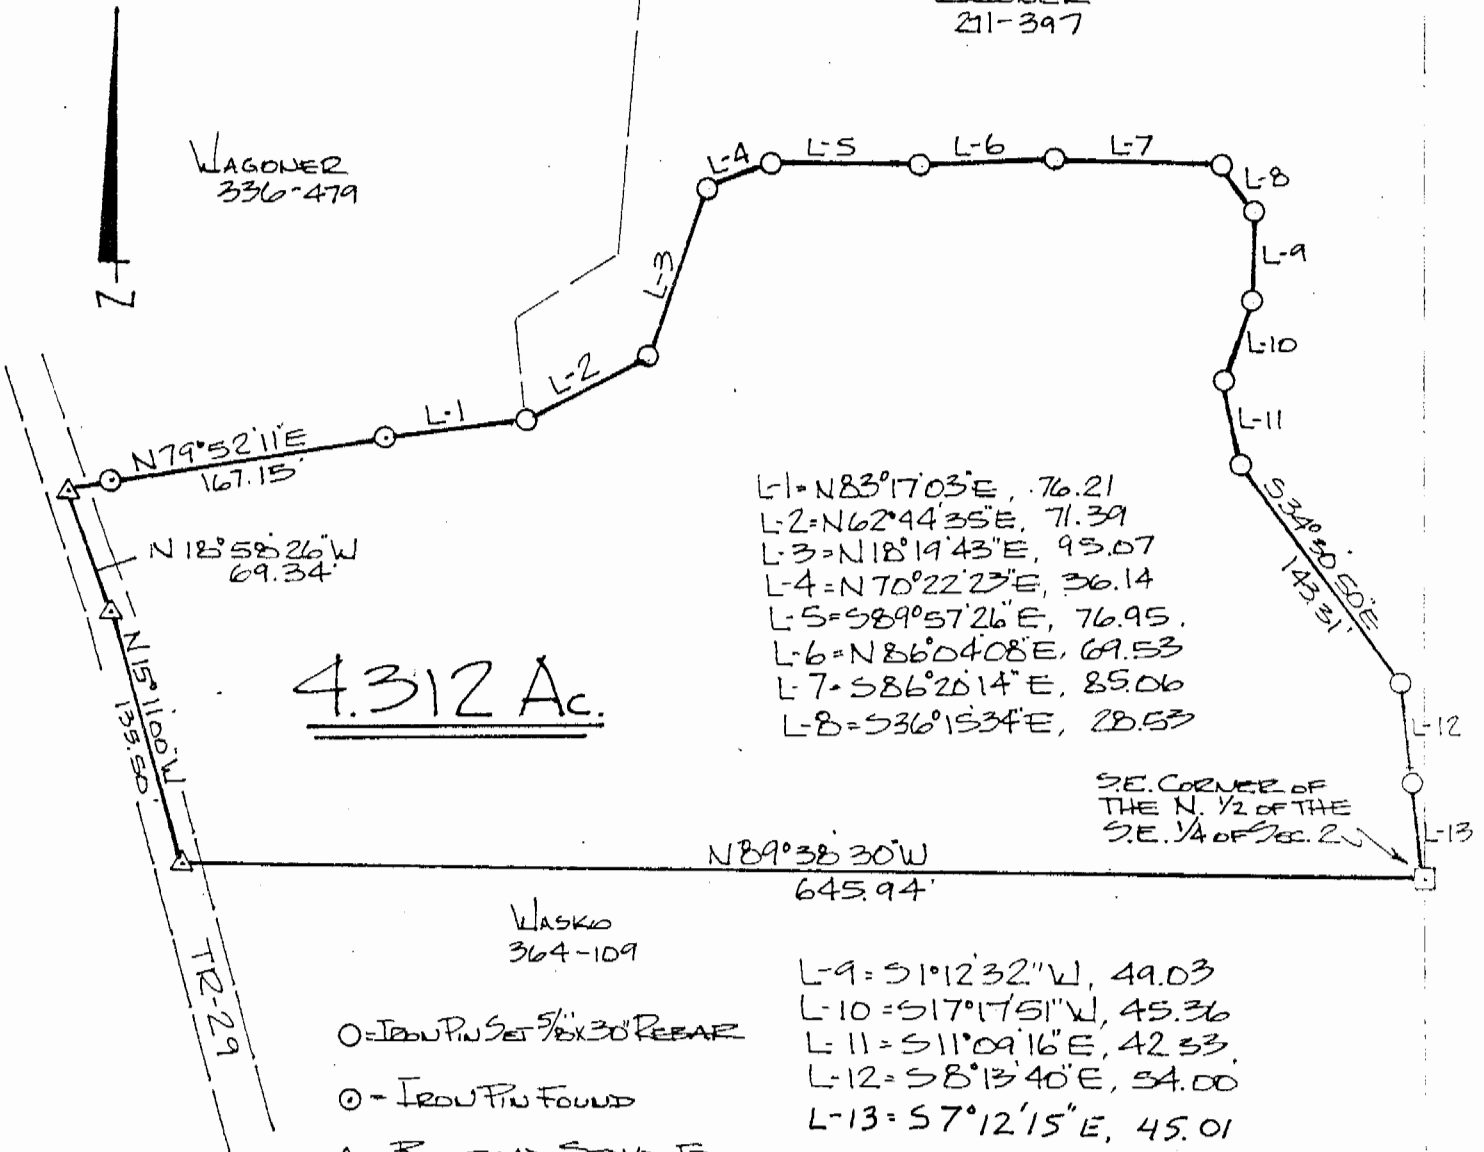 211-397
WAGONER
336-479
Z
L-4
L-5
L-6
L-7
L-8
L-9
L-3
L-10
L-2
L-1
L-11
N79°52'11"E
167.15'
S34°30'50"E
143.31'
N18°58'26"W
69.34'
L-1=N83°17'03"E, 76.21
L-2=N62°44'35"E, 71.39
L-3=N18°19'43"E, 95.07
L-4=N70°22'23"E, 36.14
L-5=S89°57'26"E, 76.95
L-6=N86°04'08"E, 69.53
L-7=S86°20'14"E, 85.06
L-8=S36°15'34"E, 28.53
N15°11'00"W
135.50'
4.312 Ac.
L-12
S.E. CORNER OF
THE N. 1/2 OF THE
S.E. 1/4 OF SEC. 2
L-13
N89°38'30"W
645.94'
WASKO
364-109
TR-29
L-9=S1°12'32"W, 49.03
L-10=S17°17'51"W, 45.36
L-11=S11°09'16"E, 42.33
L-12=S8°13'40"E, 54.00
L-13=S7°12'15"E, 45.01
O=IRON PIN SET 5/8"X30" REBAR
⊙-IRON PIN FOUND